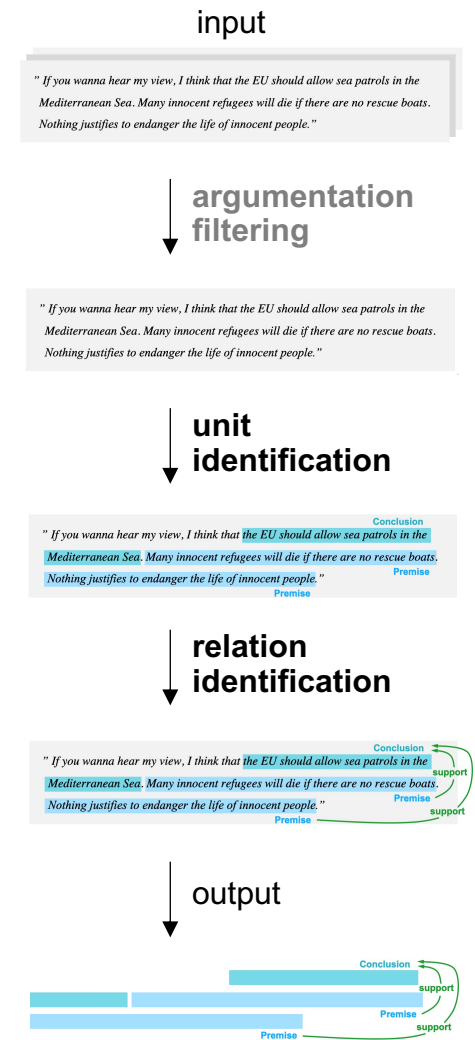 input
” If you wanna hear my view, I think that the EU should allow sea patrols in the
Mediterranean Sea. Many innocent refugees will die if there are no rescue boats.
Nothing justifies to endanger the life of innocent people.”
argumentation
filtering
” If you wanna hear my view, I think that the EU should allow sea patrols in the
Mediterranean Sea. Many innocent refugees will die if there are no rescue boats.
Nothing justifies to endanger the life of innocent people.”
unit
identification
Conclusion
” If you wanna hear my view, I think that the EU should allow sea patrols in the
Mediterranean Sea. Many innocent refugees will die if there are no rescue boats.
Premise
Nothing justifies to endanger the life of innocent people.”
Premise
relation
identification
Conclusion
” If you wanna hear my view, I think that the EU should allow sea patrols in the
support
Mediterranean Sea. Many innocent refugees will die if there are no rescue boats.
Premise
Nothing justifies to endanger the life of innocent people.”
support
Premise
output
Conclusion
support
Premise
support
Premise